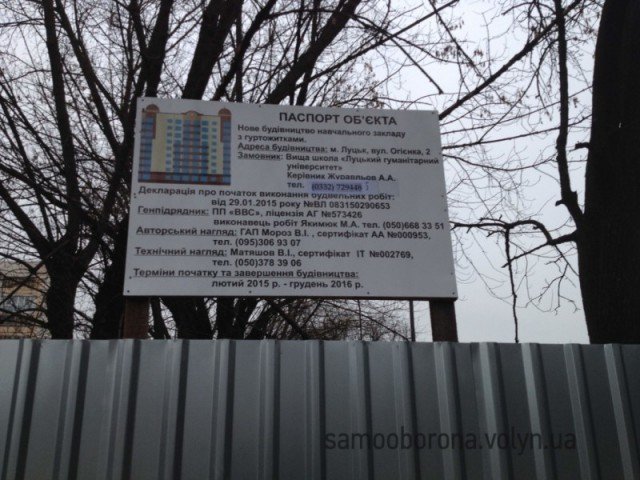 ПАСПОРТ ОБ'ЄКТА
Нове будівництво навчального закладу
з гуртожитками.
Адреса будівництва: м. Луцьк, вул. Огієнка, 2
Замовник: Вища школа «Луцький гуманітарний
університет»
Керівник Журавльов А.А.
тел. (0332) 729446
Декларація про початок виконання будівельних робіт:
від 29.01.2015 року №ВЛ 083150290653
Генпідрядник: ПП «ВВС», ліцензія АГ №573426
виконавець робіт Якимюк М.А. тел. (050)668 33 51
Авторський нагляд: ГАП Мороз В.І. , сертифікат АА №000953,
тел. (095)306 93 07
Технічний нагляд: Матяшов В.І., сертифікат ІТ №002769,
тел. (050)378 39 06
Терміни початку та завершення будівництва:
лютий 2015 р. - грудень 2016 р.
samooborona.volyn.ua